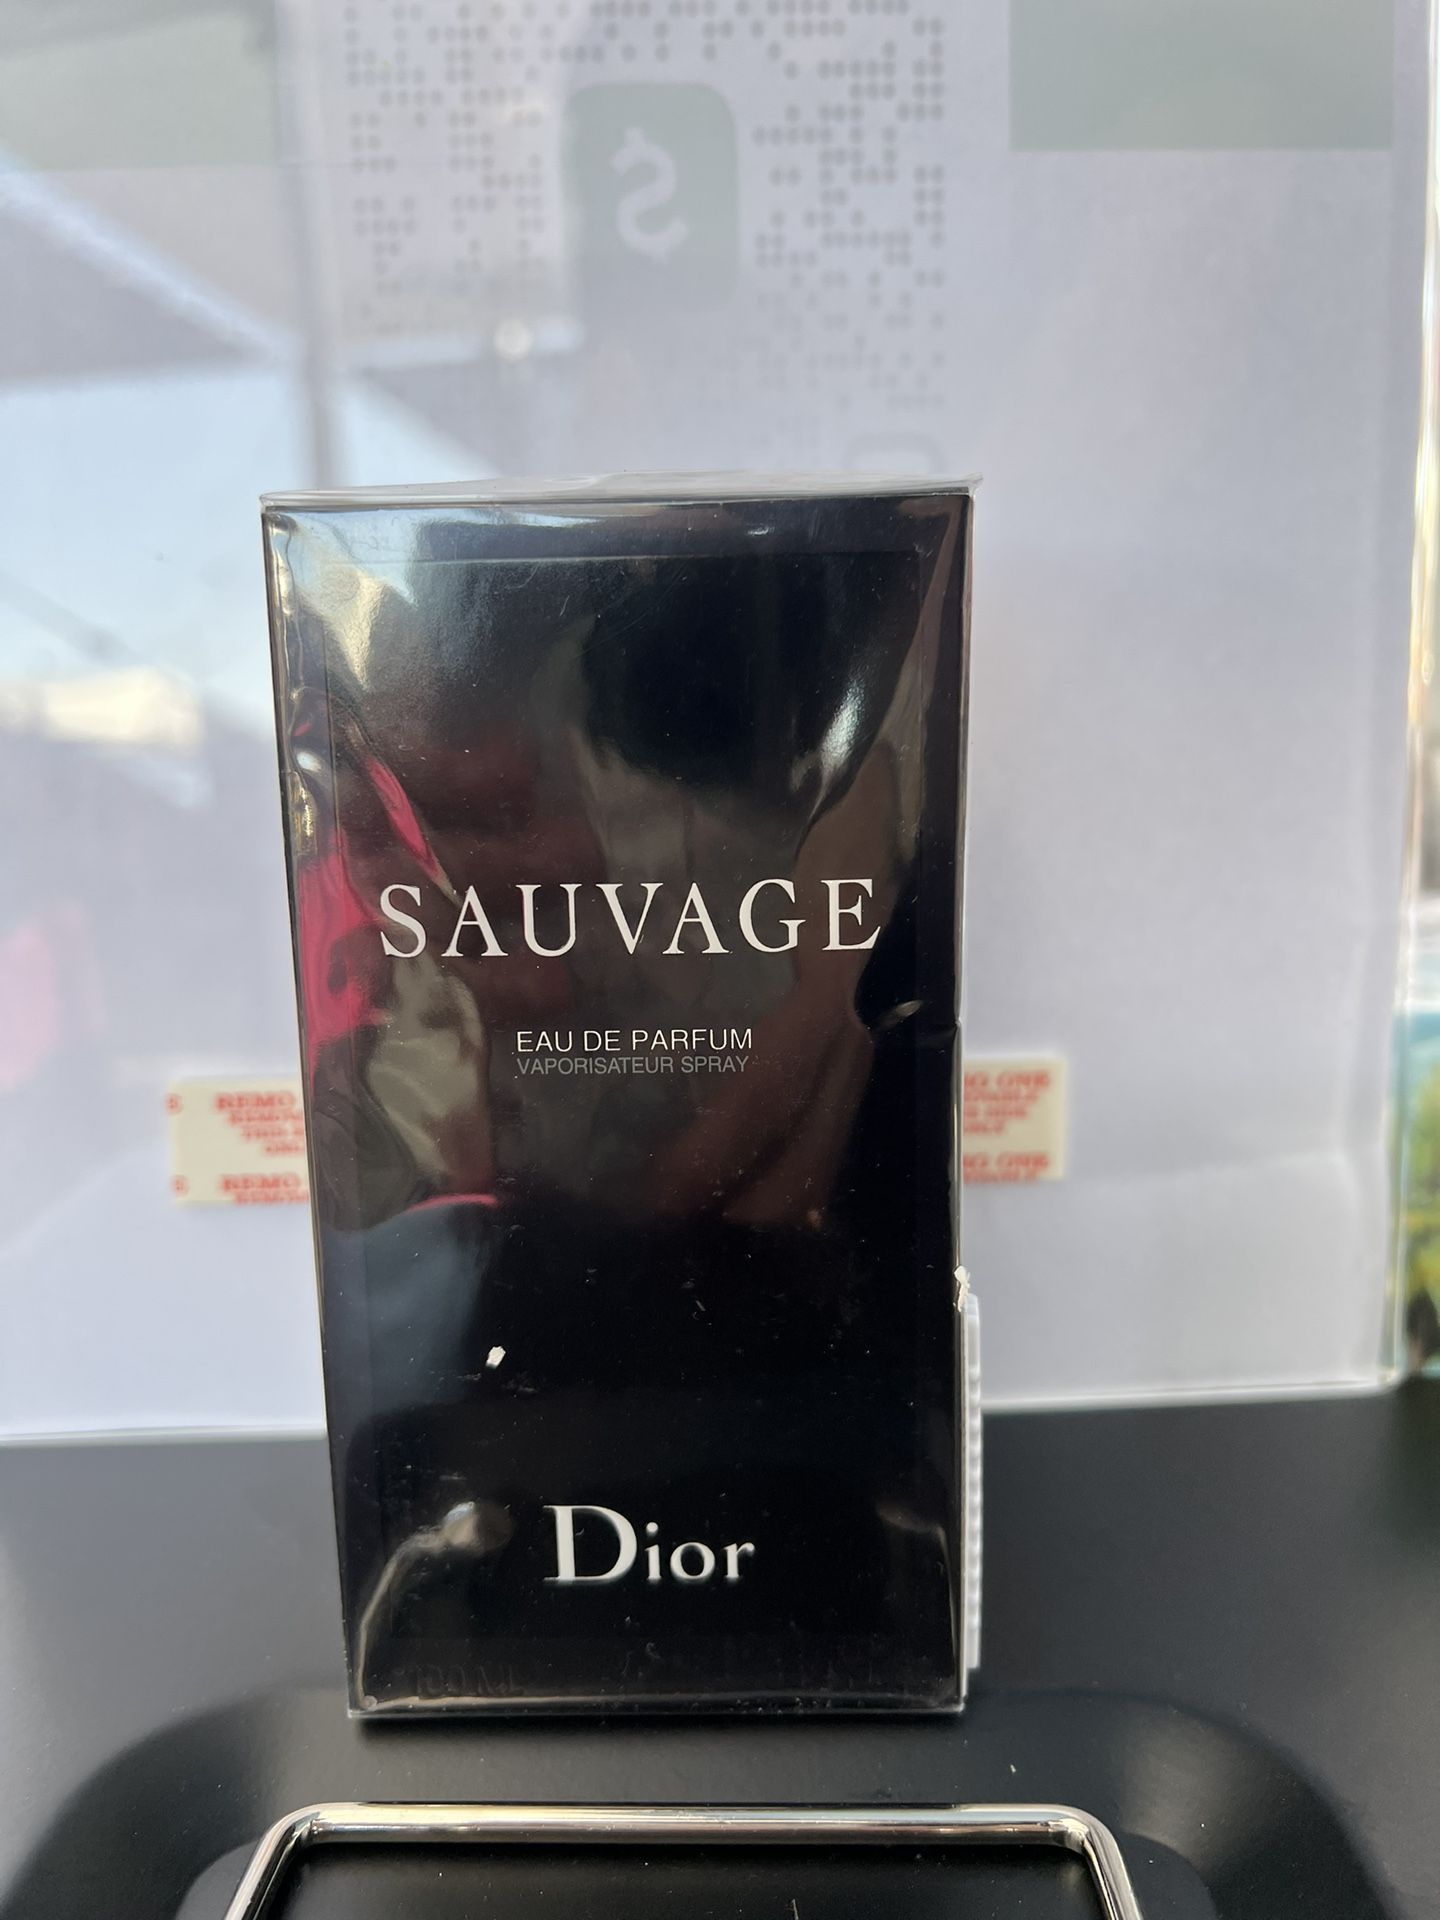 $
SAUVAGE
EAU DE PARFUM
VAPORISATEUR SPRAY
Dior